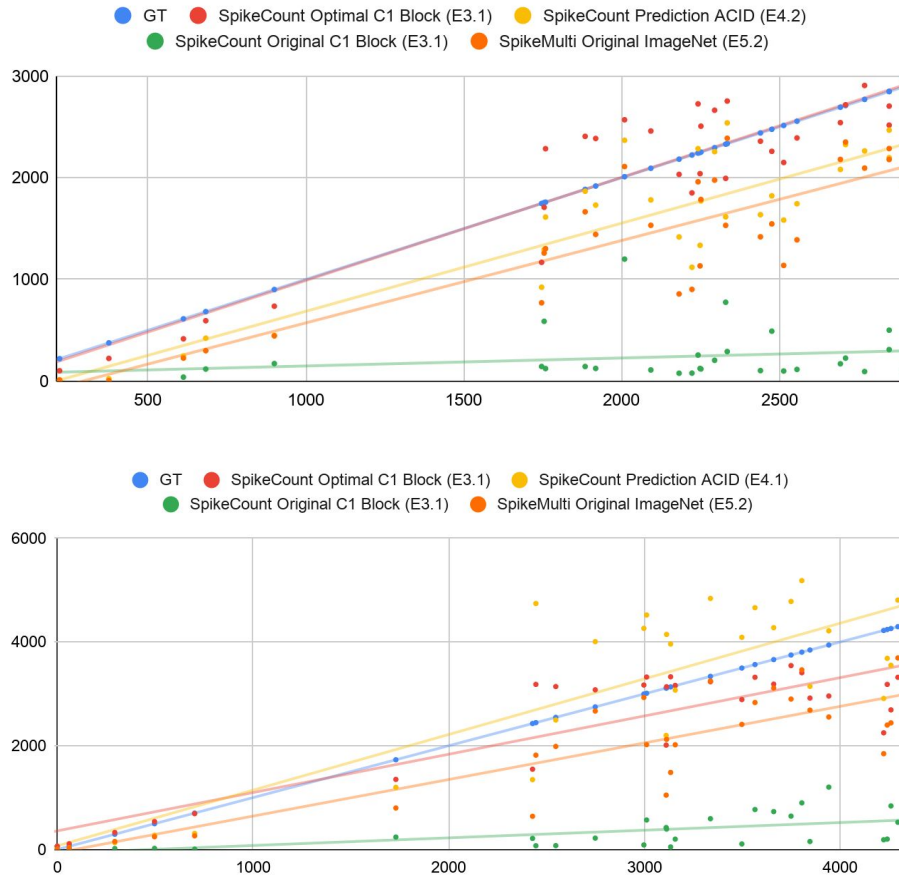 GT SpikeCount Optimal C1 Block (E3.1) SpikeCount Prediction ACID (E4.2)
SpikeCount Original C1 Block (E3.1) SpikeMulti Original ImageNet (E5.2)
3000
2000
1000
0
500 1000 1500 2000 2500
GT SpikeCount Optimal C1 Block (E3.1) SpikeCount Prediction ACID (E4.1)
SpikeCount Original C1 Block (E3.1) SpikeMulti Original ImageNet (E5.2)
6000
4000
2000
0
0 1000 2000 3000 4000